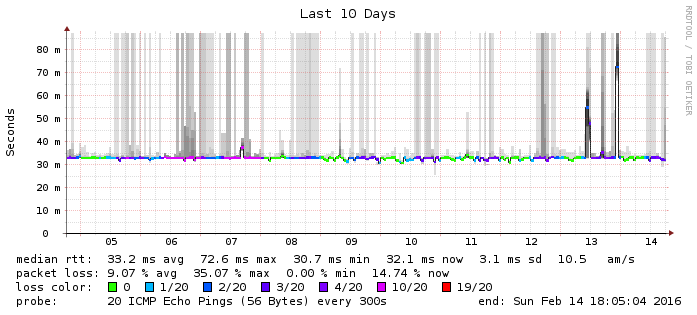 Last 10 Days
RRDTOOL / TOBI OETIKER
Seconds
80 m
70 m
60 m
50 m
40 m
30 m
20 m
10 m
0
05 06 07 08 09 10 11 12 13 14
median rtt: 33.2 ms avg 72.6 ms max 30.7 ms min 32.1 ms now 3.1 ms sd 10.5 am/s
packet loss: 9.07 % avg 35.07 % max 0.00 % min 14.74 % now
loss color: 0 1/20 2/20 3/20 4/20 10/20 19/20
probe: 20 ICMP Echo Pings (56 Bytes) every 300s end: Sun Feb 14 18:05:04 2016